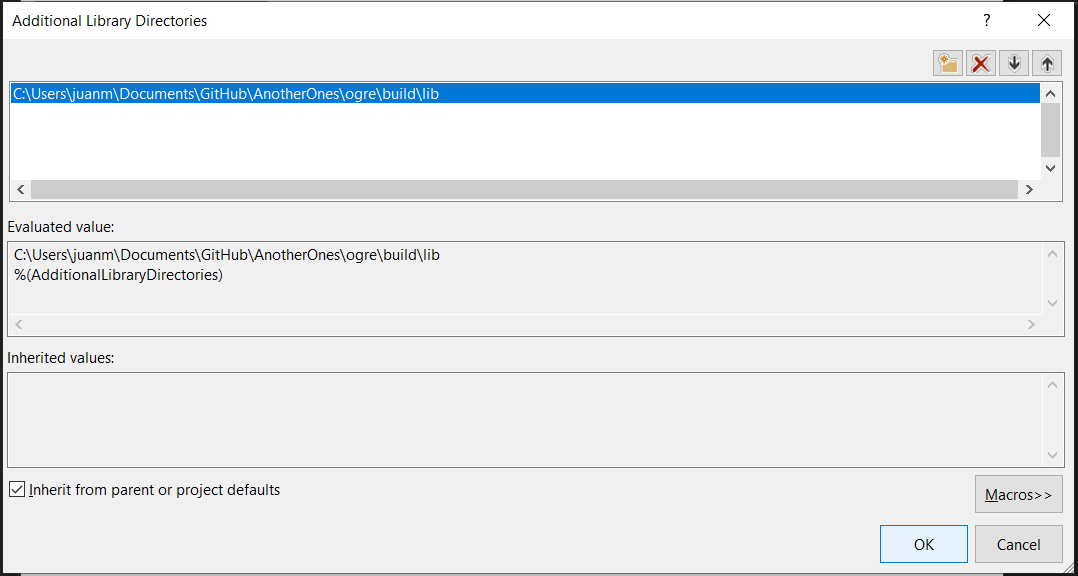 Additional Library Directories
?
C:\Users\juanm\Documents\GitHub\AnotherOnes\ogre\build\lib
Evaluated value:
C:\Users\juanm\Documents\GitHub\AnotherOnes\ogre\build\lib
%(AdditionalLibraryDirectories)
Inherited values:
Inherit from parent or project defaults
Macros>>
OK
Cancel